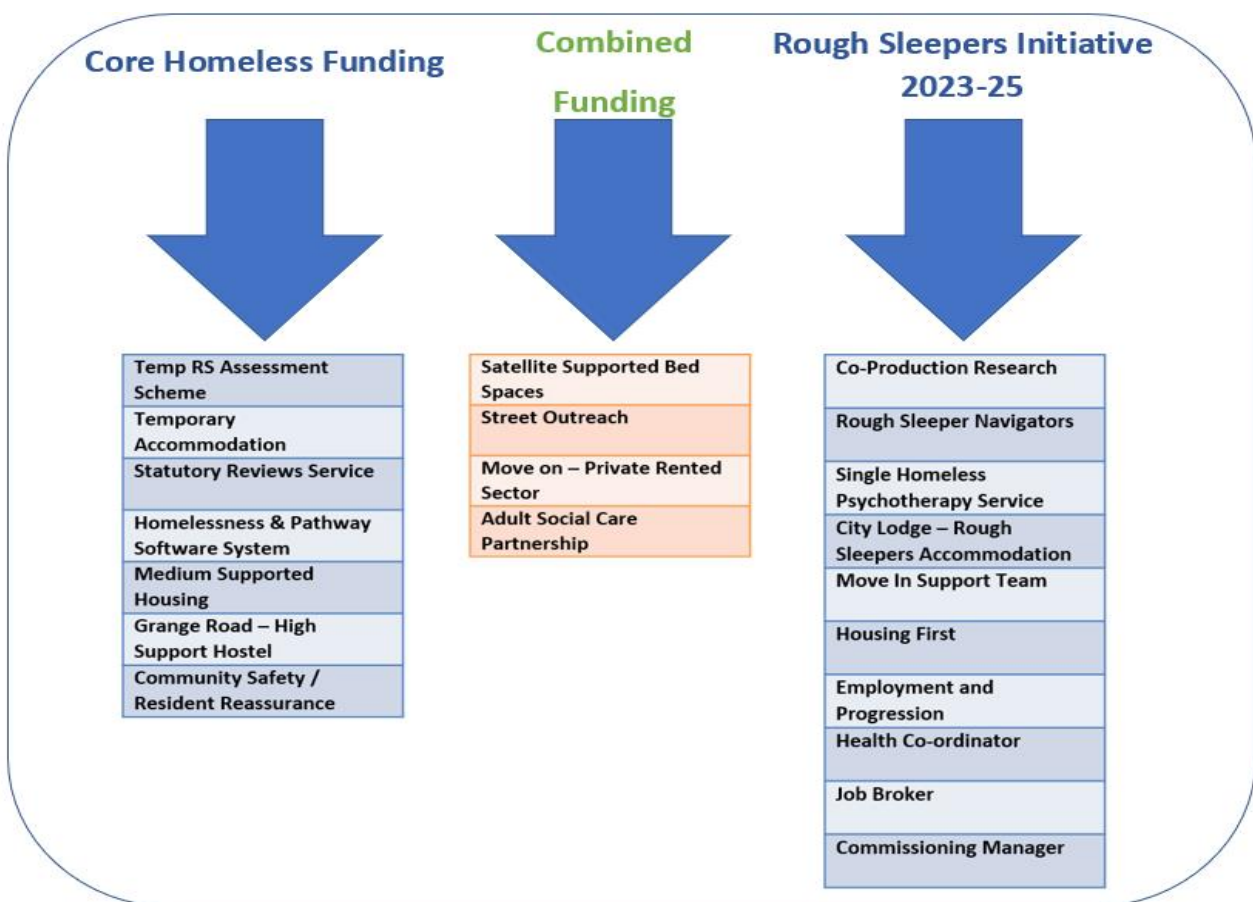 Core Homeless Funding
Combined
Funding
Rough Sleepers Initiative
2023-25
Temp RS Assessment
Scheme
Temporary
Accommodation
Statutory Reviews Service
Homelessness & Pathway
Software System
Medium Supported
Housing
Grange Road – High
Support Hostel
Community Safety /
Resident Reassurance
Satellite Supported Bed
Spaces
Street Outreach
Move on – Private Rented
Sector
Adult Social Care
Partnership
Co-Production Research
Rough Sleeper Navigators
Single Homeless
Psychotherapy Service
City Lodge – Rough
Sleepers Accommodation
Move In Support Team
Housing First
Employment and
Progression
Health Co-ordinator
Job Broker
Commissioning Manager